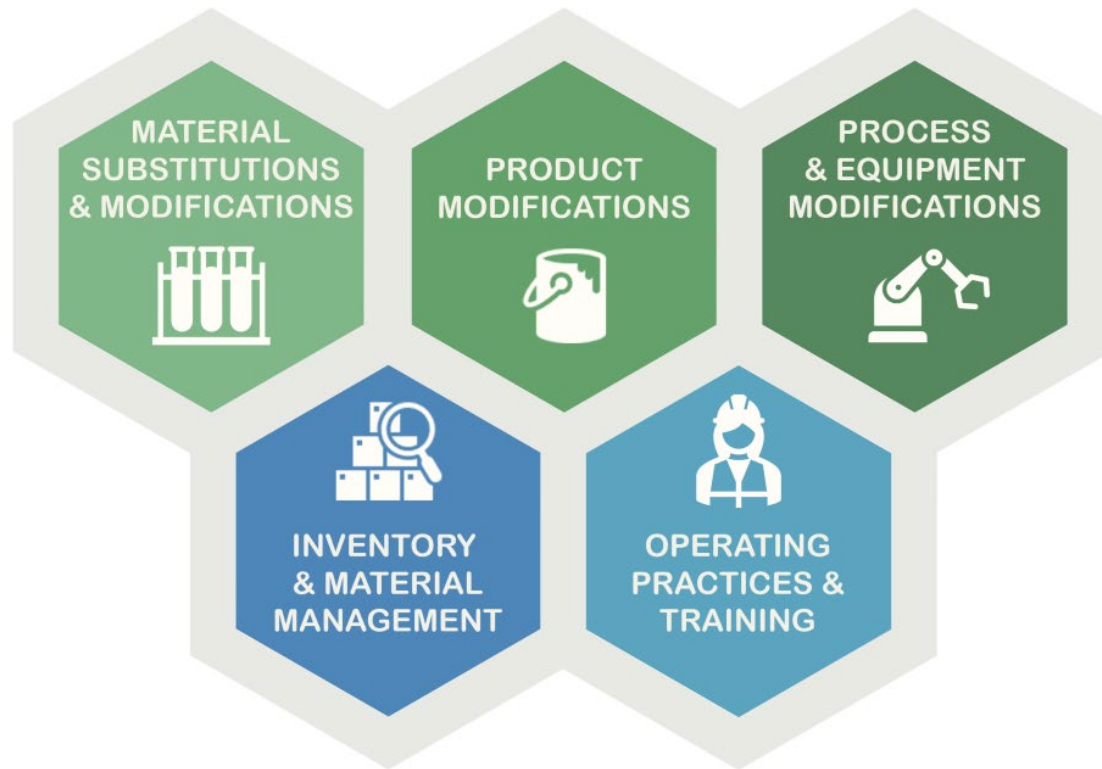 MATERIAL
SUBSTITUTIONS
& MODIFICATIONS
PRODUCT
MODIFICATIONS
PROCESS
& EQUIPMENT
MODIFICATIONS
INVENTORY
& MATERIAL
MANAGEMENT
OPERATING
PRACTICES &
TRAINING